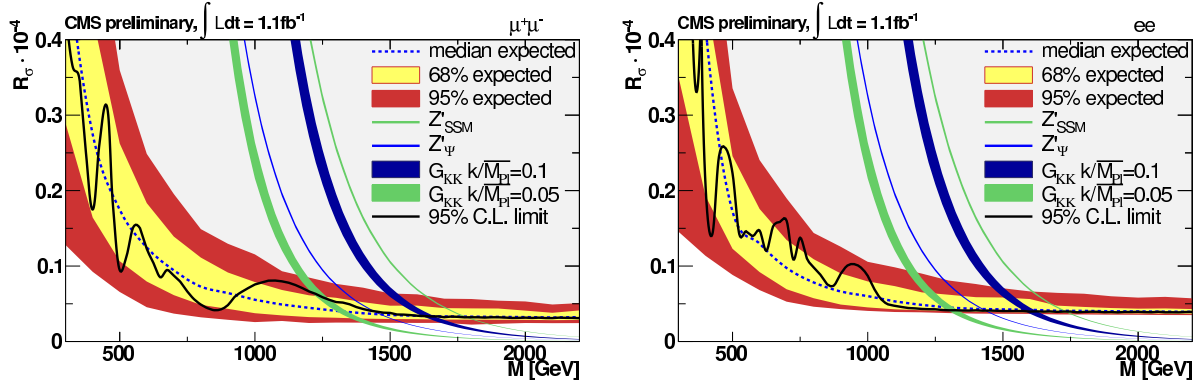 CMS preliminary, ∫ L dt = 1.1fb⁻¹ μ⁺μ⁻
R_σ · 10⁻⁴
0.4
0.3
0.2
0.1
0
median expected
68% expected
95% expected
Z'_SSM
Z'_Ψ
G_KK k/M̅_Pl=0.1
G_KK k/M̅_Pl=0.05
95% C.L. limit
500 1000 1500 2000
M [GeV]
CMS preliminary, ∫ L dt = 1.1fb⁻¹ ee
R_σ · 10⁻⁴
0.4
0.3
0.2
0.1
0
median expected
68% expected
95% expected
Z'_SSM
Z'_Ψ
G_KK k/M̅_Pl=0.1
G_KK k/M̅_Pl=0.05
95% C.L. limit
500 1000 1500 2000
M [GeV]